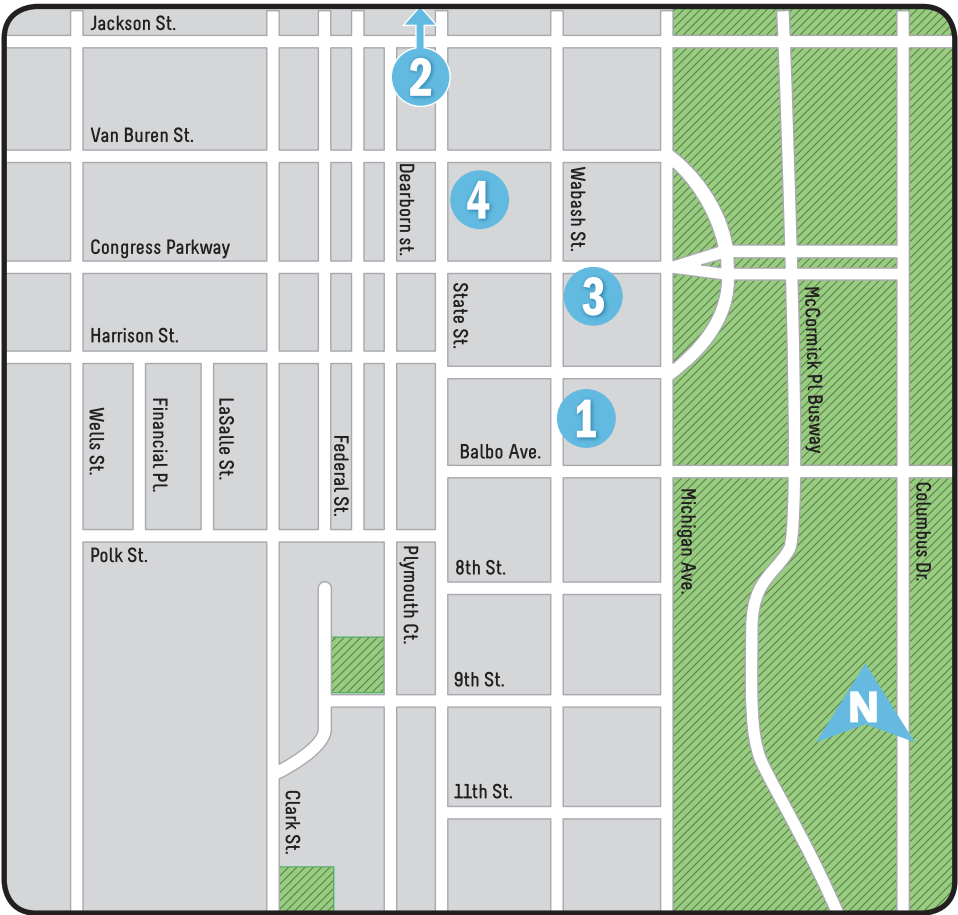 Jackson St.
2
Van Buren St.
Dearborn st.
4
Wabash St.
Congress Parkway
State St.
3
McCormick Pl Busway
Harrison St.
Wells St.
Financial Pl.
LaSalle St.
Federal St.
1
Balbo Ave.
Michigan Ave.
Columbus Dr.
Polk St.
Plymouth Ct.
8th St.
9th St.
N
11th St.
Clark St.